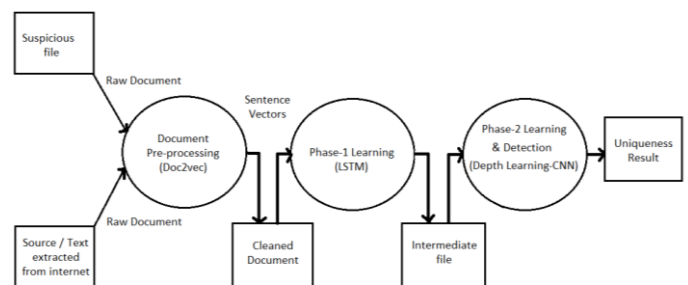 Suspicious
file
Raw Document
Sentence
Vectors
Document
Pre-processing
(Doc2vec)
Phase-1 Learning
(LSTM)
Phase-2 Learning
& Detection
(Depth Learning-CNN)
Uniqueness
Result
Raw Document
Source / Text
extracted
from internet
Cleaned
Document
Intermediate
file